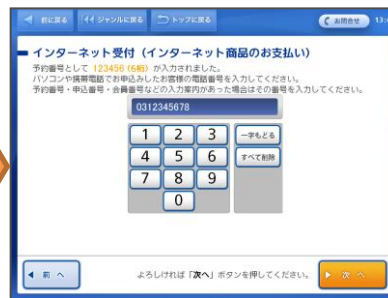 前に戻る
ジャンルに戻る
トップに戻る
お問合せ
13:
インターネット受付（インターネット商品のお支払い）
予約番号として 123456 (6桁) が入力されました。
パソコンや携帯電話でお申込みしたお客様の電話番号を入力してください。
予約番号・申込番号・会員番号などの入力案内があった場合はその番号を入力してください。
0312345678
1 2 3 一字もどる
4 5 6 すべて削除
7 8 9
0
前へ
よろしければ「次へ」ボタンを押してください。
次へ